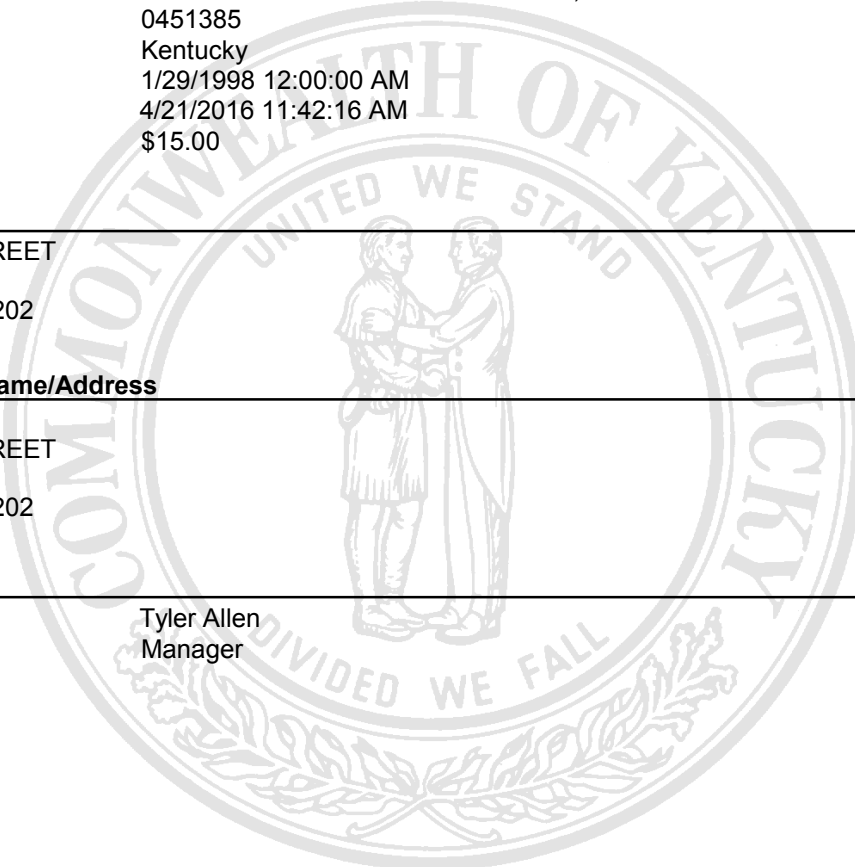 0451385
Kentucky
1/29/1998 12:00:00 AM
4/21/2016 11:42:16 AM
$15.00
REET
202
ame/Address
REET
202
Tyler Allen
Manager
COMMONWEALTH OF KENTUCKY
UNITED WE STAND
DIVIDED WE FALL